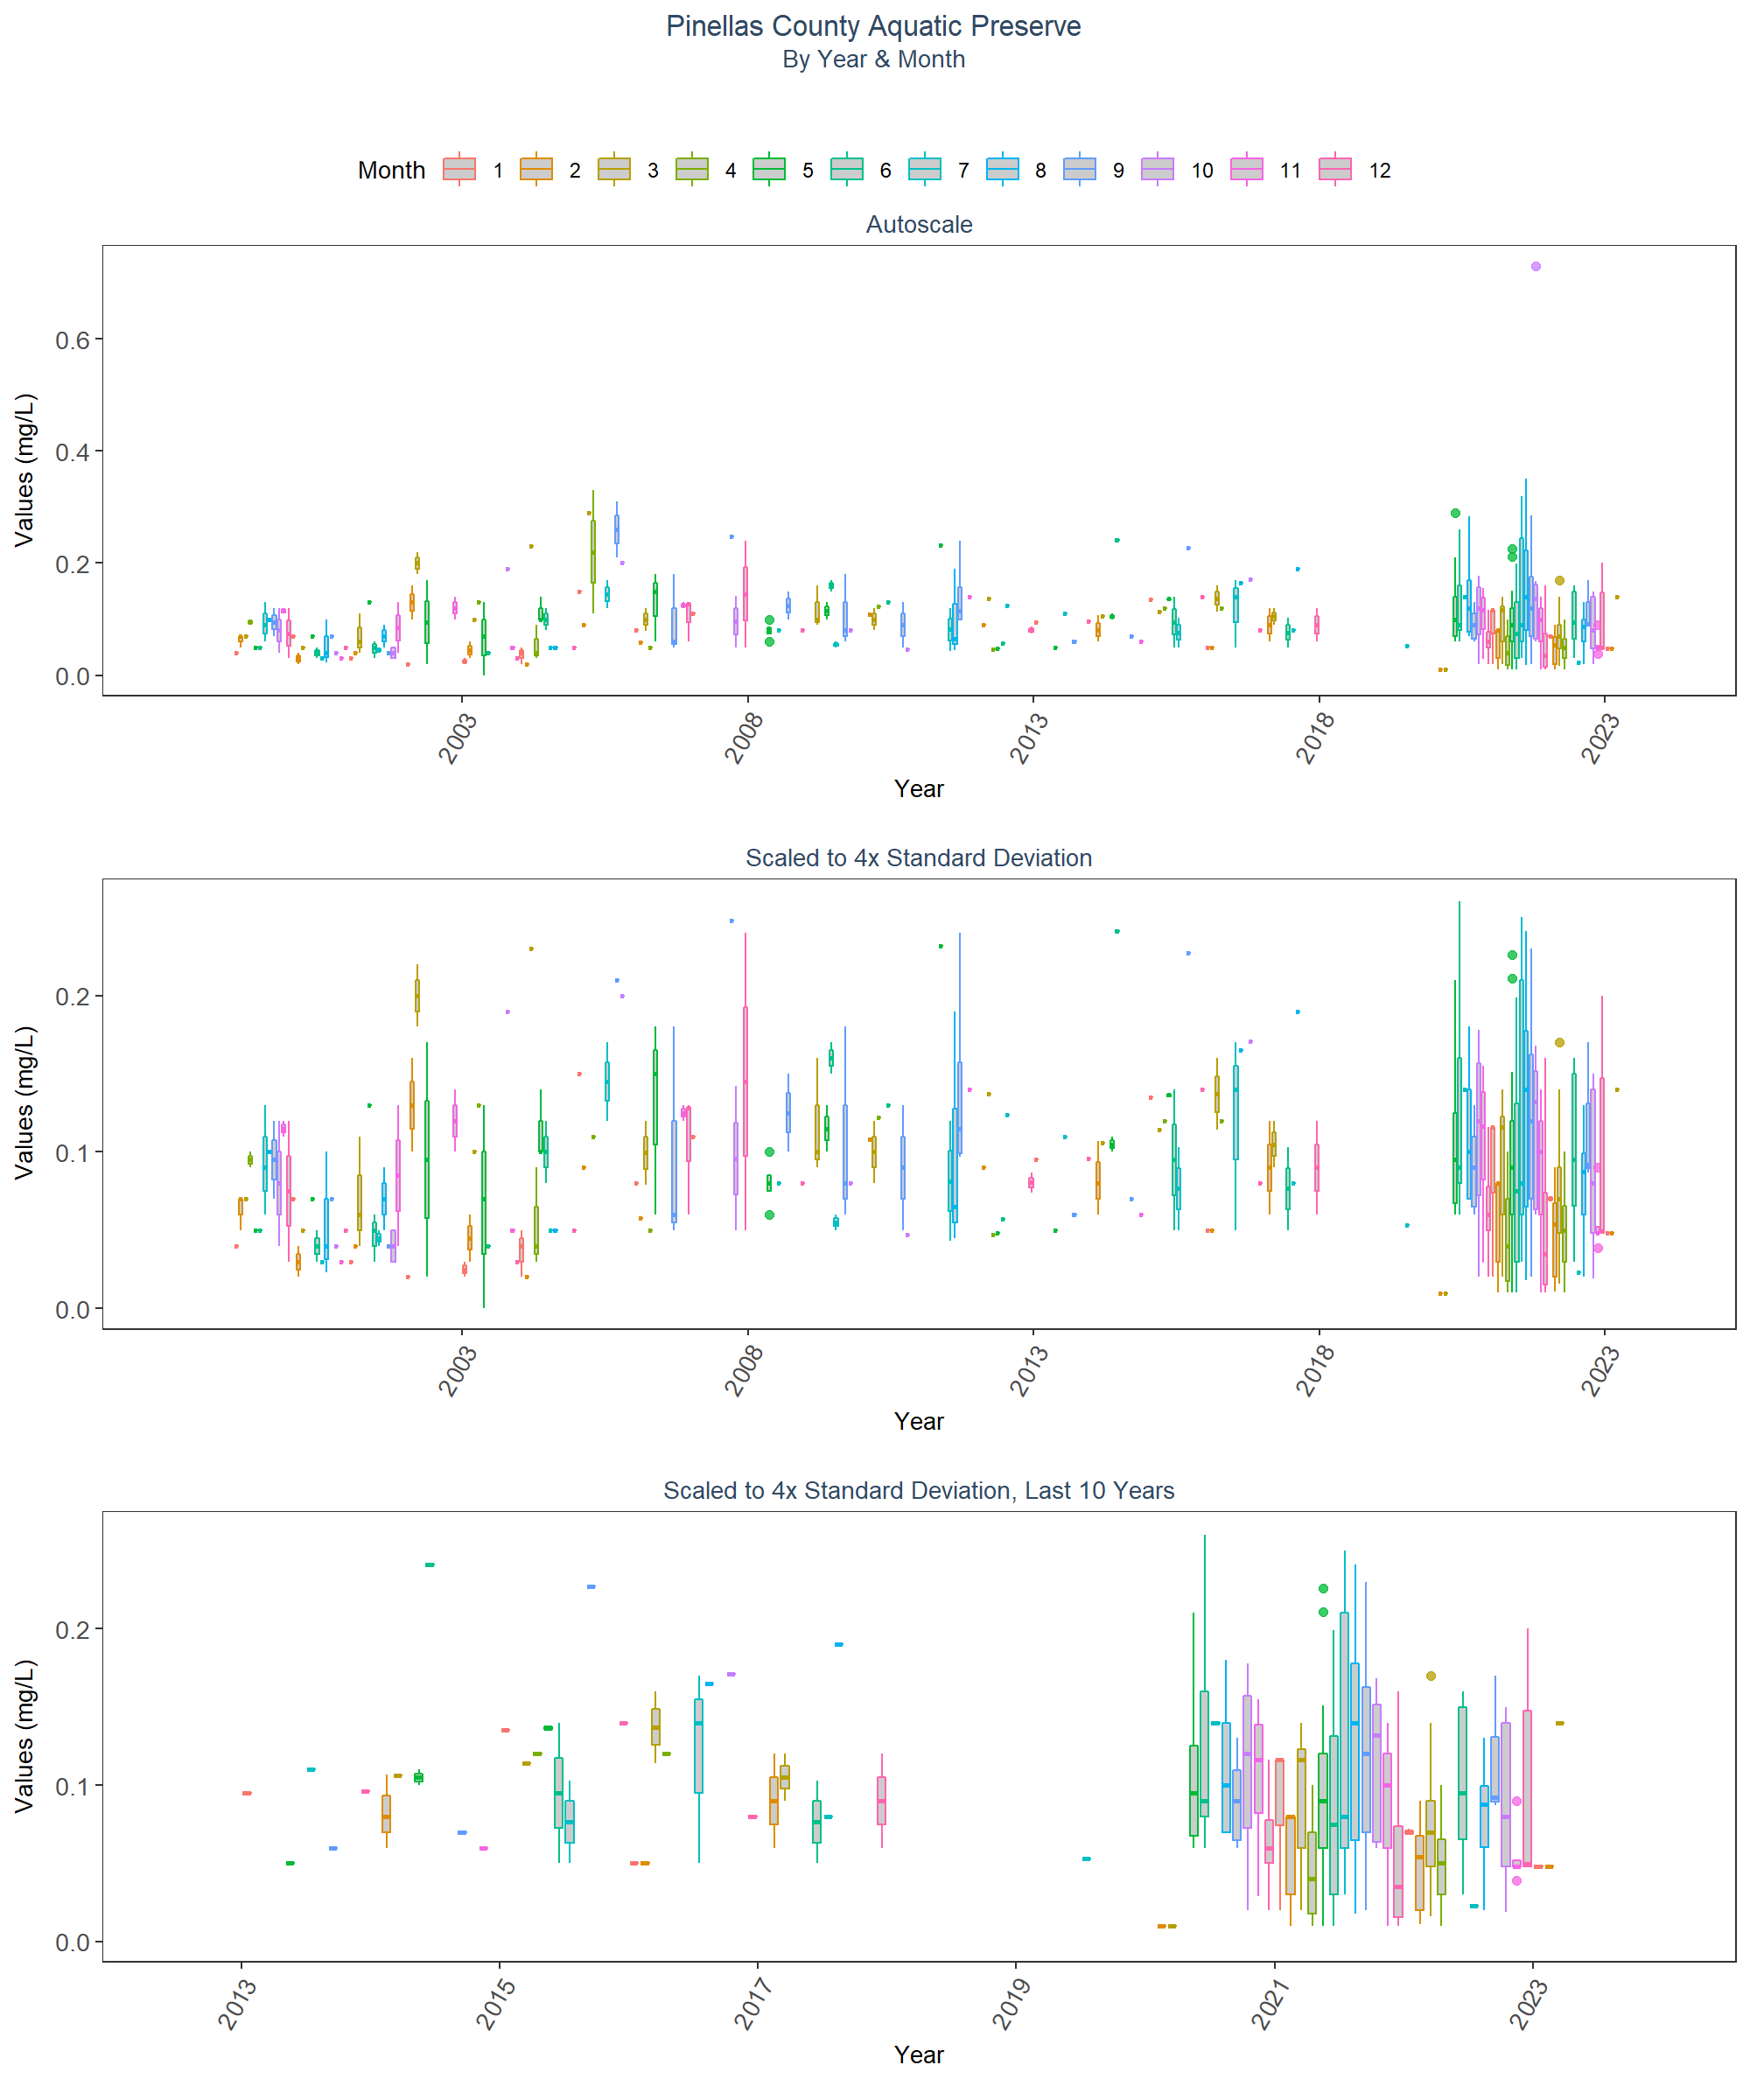 Pinellas County Aquatic Preserve
By Year & Month
Month 1 2 3 4 5 6 7 8 9 10 11 12
Autoscale
Values (mg/L)
0.6
0.4
0.2
0.0
2003 2008 2013 2018 2023
Year
Scaled to 4x Standard Deviation
Values (mg/L)
0.2
0.1
0.0
2003 2008 2013 2018 2023
Year
Scaled to 4x Standard Deviation, Last 10 Years
Values (mg/L)
0.2
0.1
0.0
2013 2015 2017 2019 2021 2023
Year